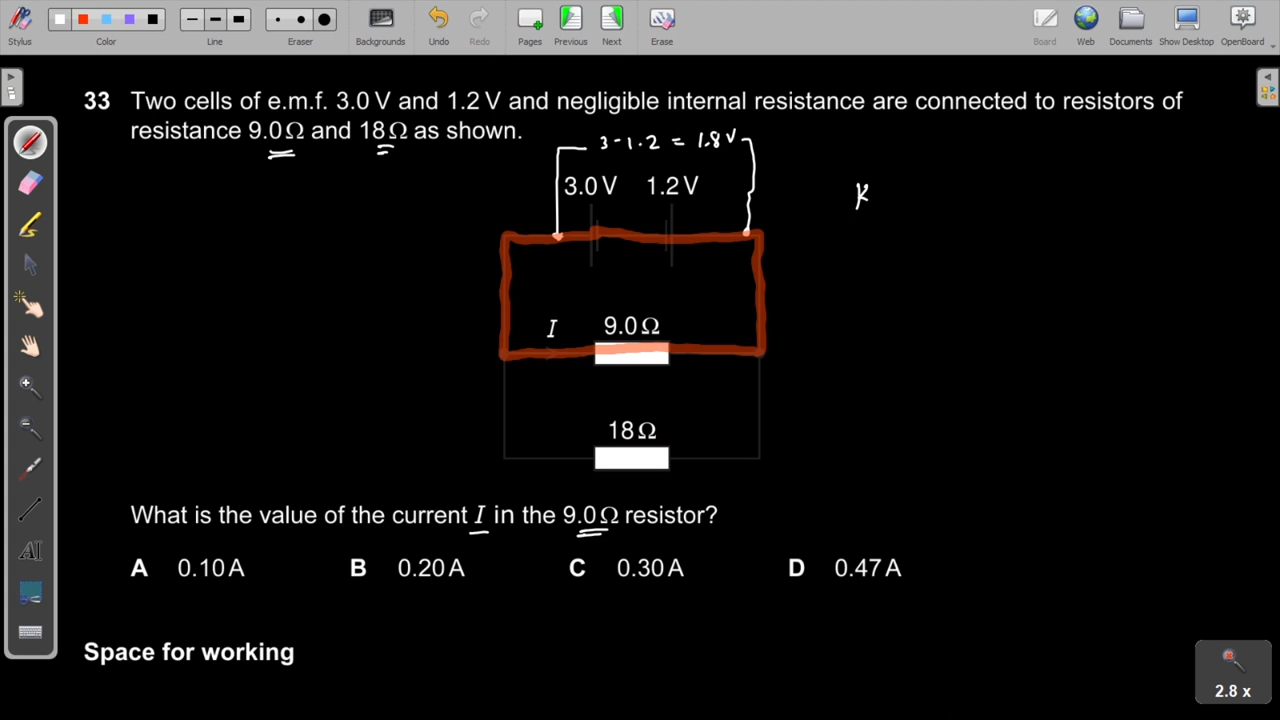 Stylus Color Line Eraser Backgrounds Undo Redo Pages Previous Next Erase Board Web Documents Show Desktop OpenBoard
33 Two cells of e.m.f. 3.0 V and 1.2 V and negligible internal resistance are connected to resistors of
resistance 9.0 Ω and 18 Ω as shown.
3 - 1.2 = 1.8 V
3.0 V 1.2 V
K
I 9.0 Ω
18 Ω
What is the value of the current I in the 9.0 Ω resistor?
A 0.10 A B 0.20 A C 0.30 A D 0.47 A
Space for working
AI
2.8 x